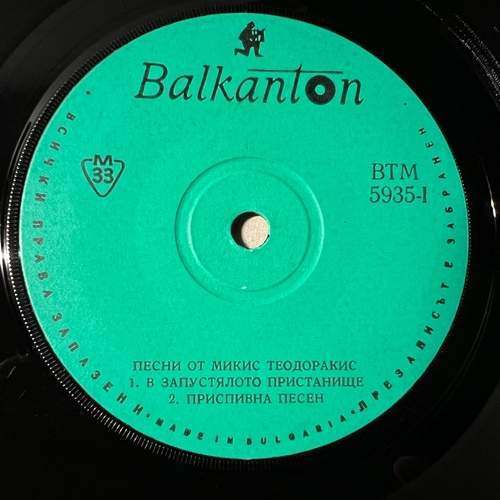 Balkanton
М
33
ВТМ
5935-I
ПЕСНИ ОТ МИКИС ТЕОДОРАКИС
1. В ЗАПУСТЯЛОТО ПРИСТАНИЩЕ
2. ПРИСПИВНА ПЕСЕН
· ВСИЧКИ ПРАВА ЗАПАЗЕНИ · MADE IN BULGARIA · ПРЕЗАПИСЪТ Е ЗАБРАНЕН ·